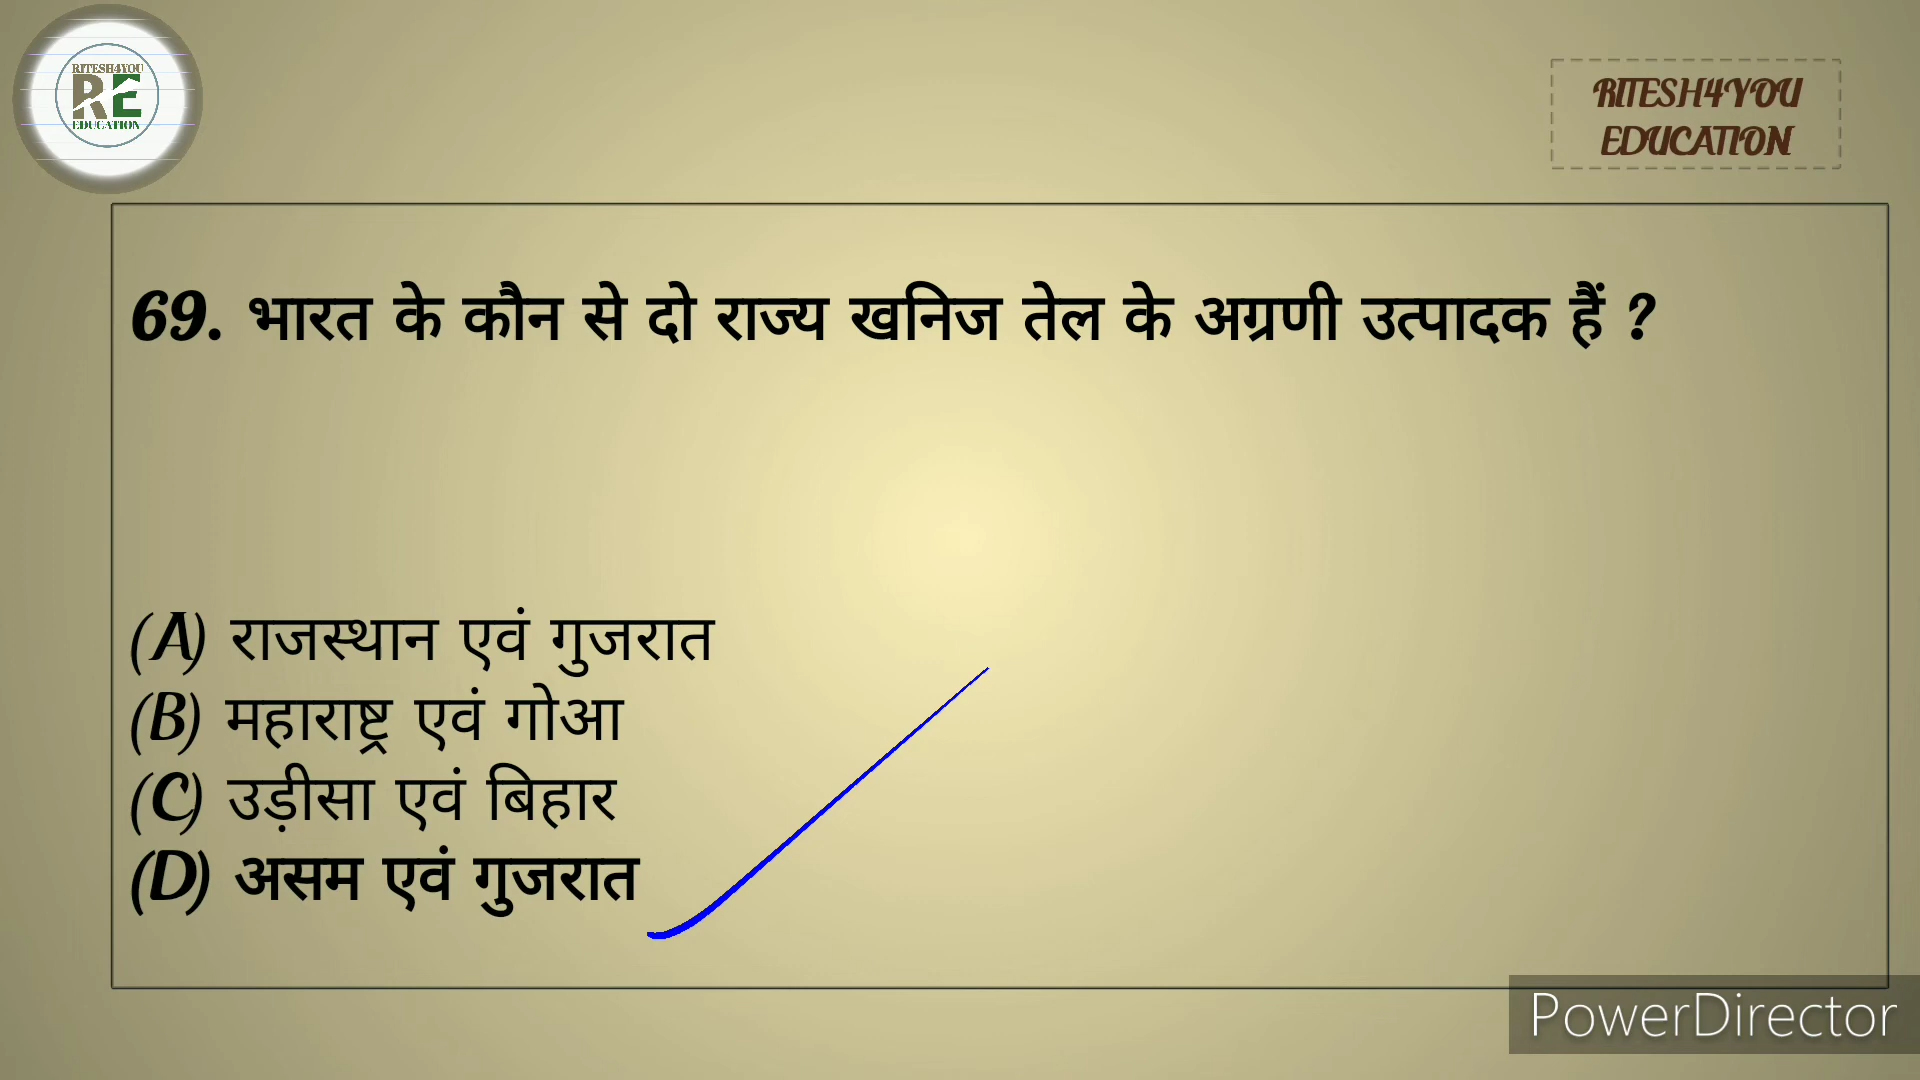 RITESH4YOU
RE
EDUCATION
RITESH4YOU
EDUCATION
69. भारत के कौन से दो राज्य खनिज तेल के अग्रणी उत्पादक हैं ?
(A) राजस्थान एवं गुजरात
(B) महाराष्ट्र एवं गोआ
(C) उड़ीसा एवं बिहार
(D) असम एवं गुजरात
PowerDirector